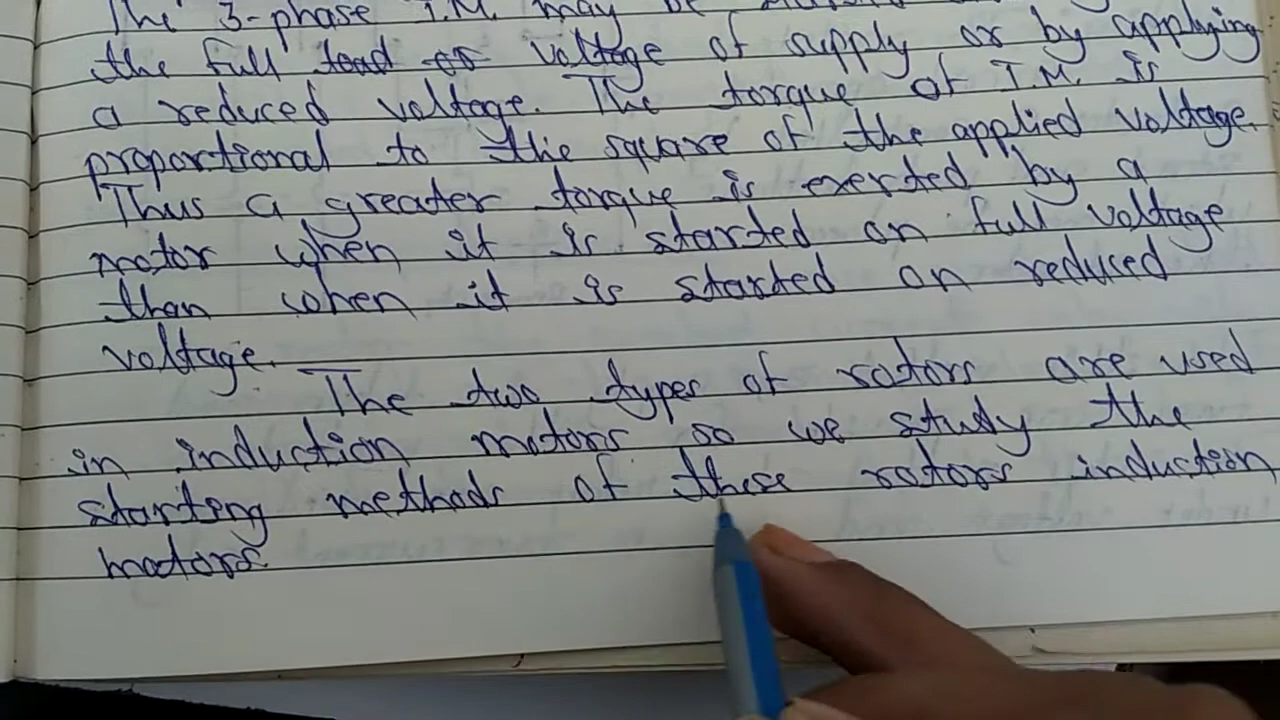 The 3-phase I.M. may be
the full load or voltage of supply or by applying
a reduced voltage. The torque of I.M. is
proportional to the square of the applied voltage.
Thus a greater torque is exerted by a
motor when it is started on full voltage
than when it is started on reduced
voltage.
The two types of rotors are used
in induction motors so we study the
starting methods of these rotors induction
motors.